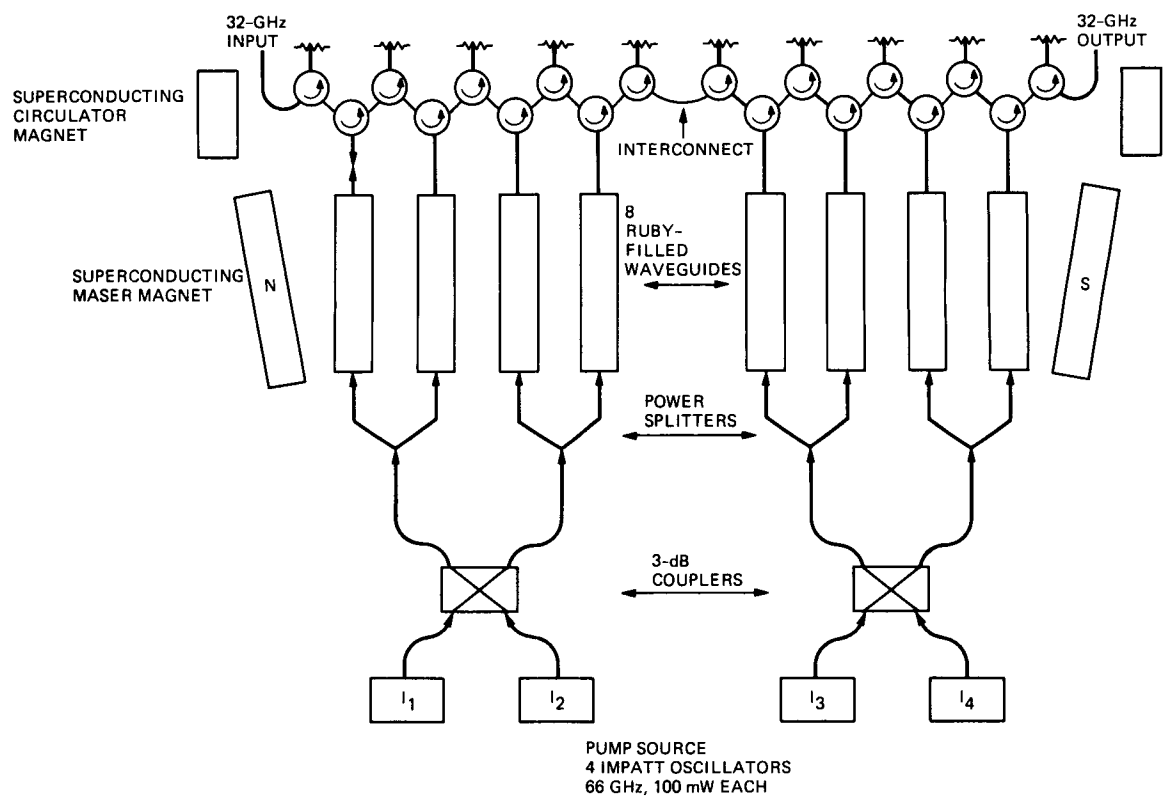 32-GHz
INPUT
32-GHz
OUTPUT
SUPERCONDUCTING
CIRCULATOR
MAGNET
INTERCONNECT
8
RUBY-
FILLED
WAVEGUIDES
SUPERCONDUCTING
MASER MAGNET
N
S
POWER
SPLITTERS
3-dB
COUPLERS
I1
I2
I3
I4
PUMP SOURCE
4 IMPATT OSCILLATORS
66 GHz, 100 mW EACH